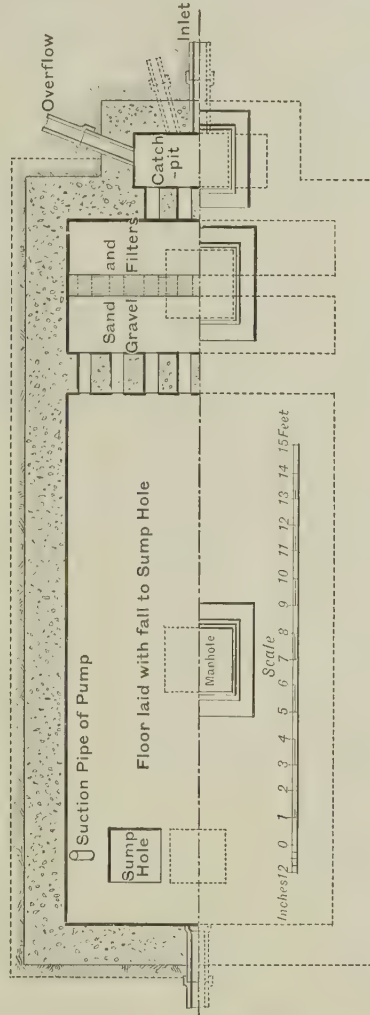 Overflow
Inlet
Catch
-pit
Sand and
Gravel Filters
Suction Pipe of Pump
Floor laid with fall to Sump Hole
Sump
Hole
Manhole
Scale
Inches 12 0 1 2 3 4 5 6 7 8 9 10 11 12 13 14 15 Feet